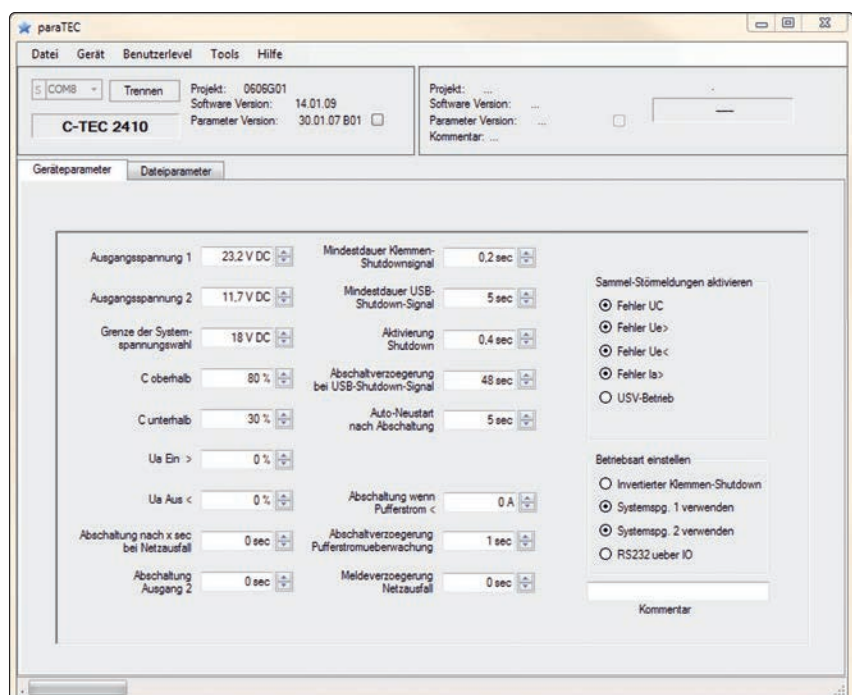 paraTEC
Datei Gerät Benutzerlevel Tools Hilfe
S COM8 Trennen
C-TEC 2410
Projekt: 0606G01
Software Version: 14.01.09
Parameter Version: 30.01.07 B01
Projekt: ...
Software Version: ...
Parameter Version: ...
Kommentar: ...
Geräteparameter Dateiparameter
Ausgangsspannung 1 23,2 V DC
Ausgangsspannung 2 11,7 V DC
Grenze der System-
spannungswahl 18 V DC
C oberhalb 80 %
C unterhalb 30 %
Ua Ein > 0 %
Ua Aus < 0 %
Abschaltung nach x sec
bei Netzausfall 0 sec
Abschaltung
Ausgang 2 0 sec
Mindestdauer Klemmen-
Shutdownsignal 0,2 sec
Mindestdauer USB-
Shutdown-Signal 5 sec
Aktivierung
Shutdown 0,4 sec
Abschaltverzoegerung
bei USB-Shutdown-Signal 48 sec
Auto-Neustart
nach Abschaltung 5 sec
Abschaltung wenn
Pufferstrom < 0 A
Abschaltverzoegerung
Pufferstromueberwachung 1 sec
Meldeverzoegerung
Netzausfall 0 sec
Sammel-Störmeldungen aktivieren
Fehler UC
Fehler Ue>
Fehler Ue<
Fehler Ia>
USV-Betrieb
Betriebsart einstellen
Invertierter Klemmen-Shutdown
Systemspg. 1 verwenden
Systemspg. 2 verwenden
RS232 ueber IO
Kommentar